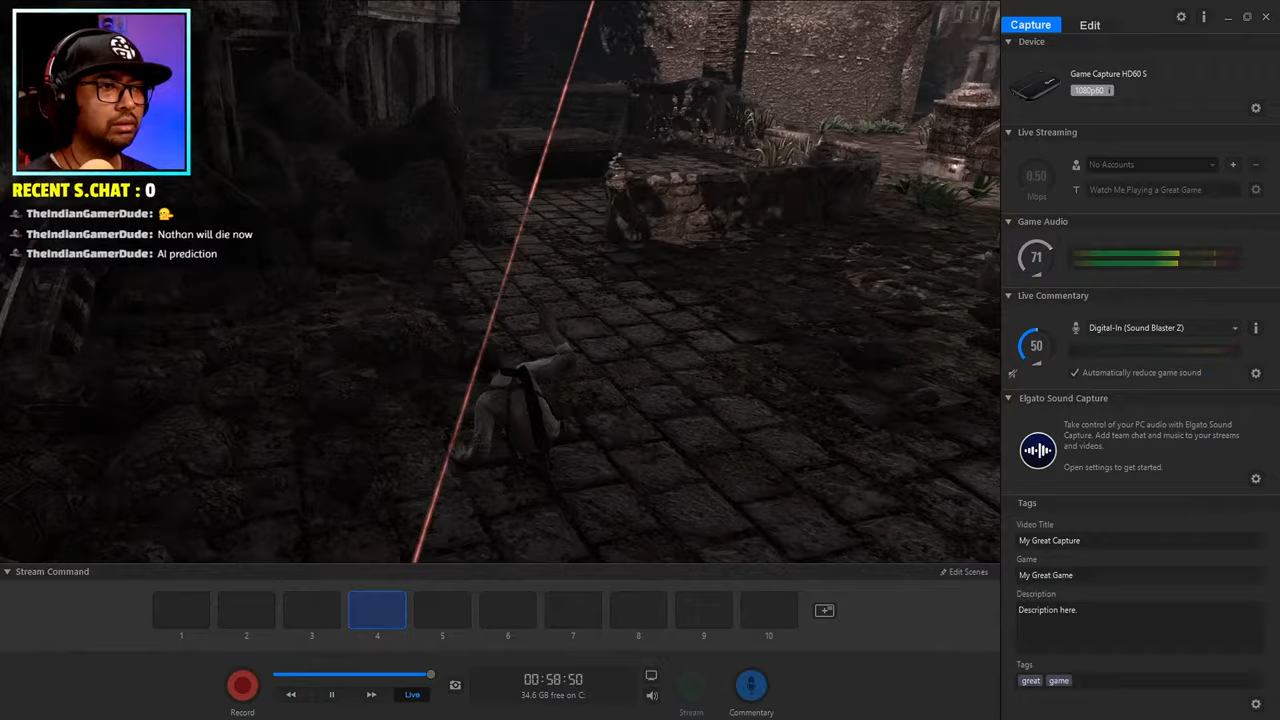 RECENT S.CHAT : 0
TheIndianGamerDude: 
TheIndianGamerDude: Nathan will die now
TheIndianGamerDude: AI prediction
Capture
Edit
Device
Game Capture HD60 S
1080p60
Live Streaming
0.50
Mbps
No Accounts
Watch Me Playing a Great Game
Game Audio
71
Live Commentary
Digital-In (Sound Blaster Z)
50
Automatically reduce game sound
Elgato Sound Capture
Take control of your PC audio with Elgato Sound
Capture. Add team chat and music to your streams
and videos.
Open settings to get started.
Tags
Video Title
My Great Capture
Game
My Great Game
Description
Description here.
Tags
great game
Stream Command
Edit Scenes
1 2 3 4 5 6 7 8 9 10
Record
Live
00:58:50
34.6 GB free on C:
Stream
Commentary